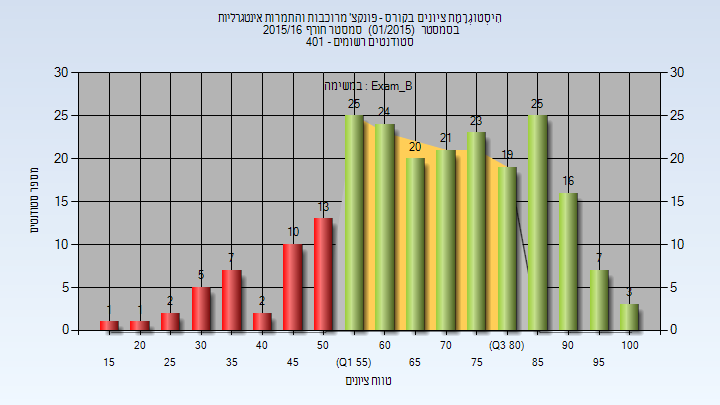 הִיסְטוֹגְרָמַת ציונים בקורס - פונקצ' מרוכבות והתמרות אינטגרליות
בסמסטר (01/2015) סמסטר חורף 2015/16
סטודנטים רשומים - 401
במשימה : Exam_B
30 30
25 25
20 20
15 15
10 10
5 5
0 0
מספר סטודנטים
1 1 2 5 7 2 10 13 25 24 20 21 23 19 25 16 7 3
20 30 40 50 60 70 (Q3 80) 90 100
15 25 35 45 (Q1 55) 65 75 85 95
טווח ציונים